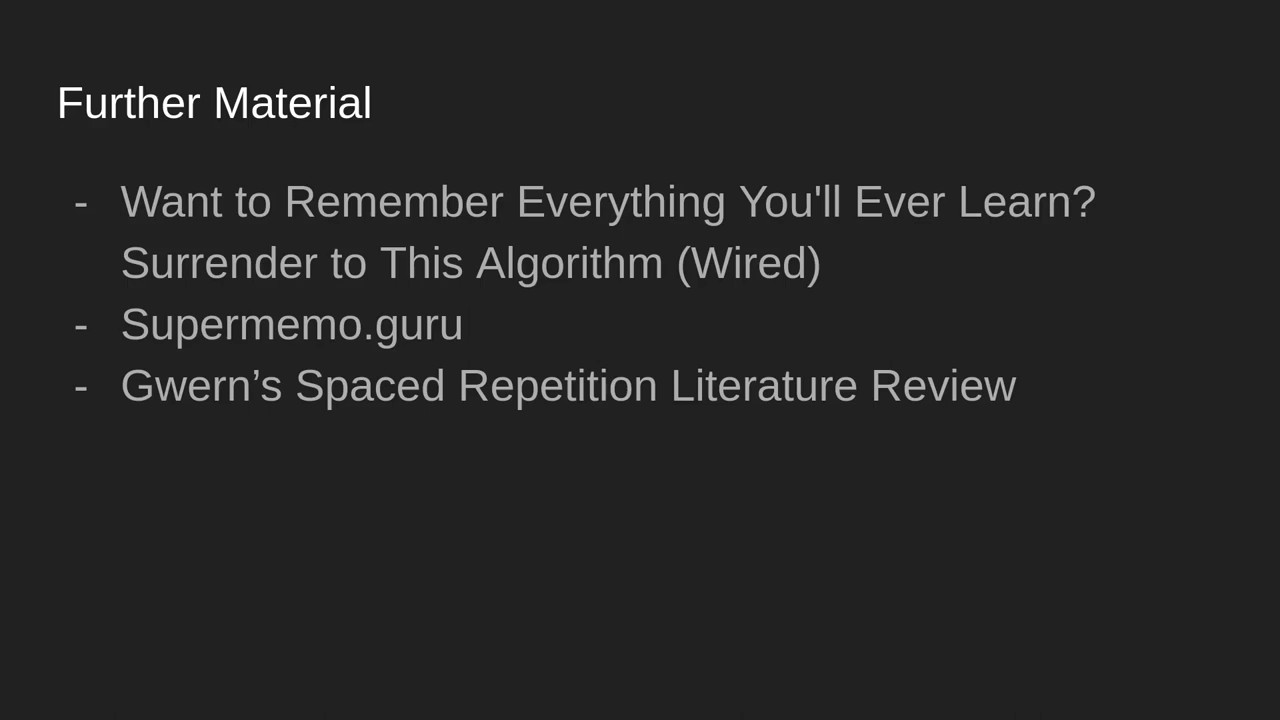 Further Material
- Want to Remember Everything You'll Ever Learn?
Surrender to This Algorithm (Wired)
- Supermemo.guru
- Gwern’s Spaced Repetition Literature Review